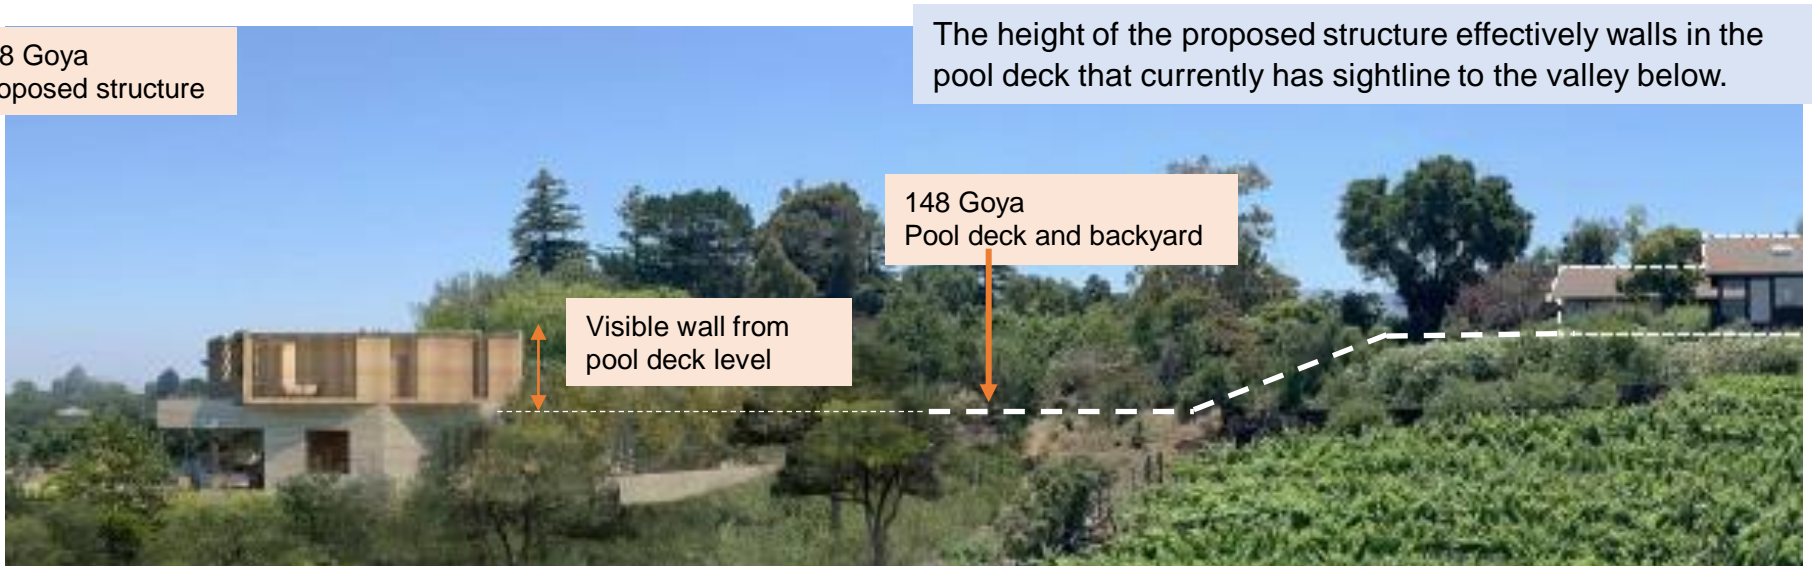 8 Goya
oposed structure
The height of the proposed structure effectively walls in the
pool deck that currently has sightline to the valley below.
148 Goya
Pool deck and backyard
Visible wall from
pool deck level